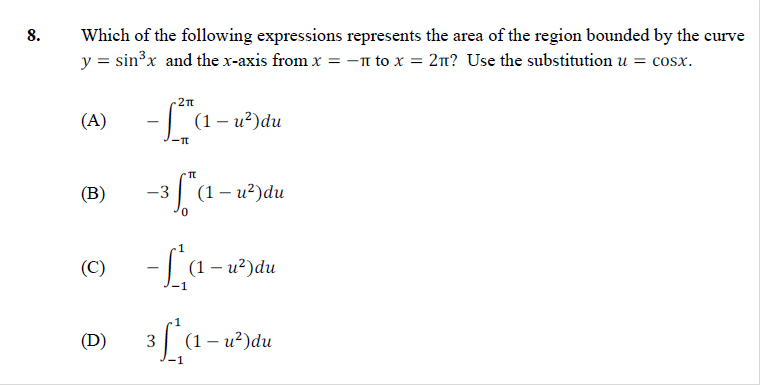 8. Which of the following expressions represents the area of the region bounded by the curve
y = sin³x and the x-axis from x = −π to x = 2π? Use the substitution u = cosx.
(A) −∫_{−π}^{2π} (1 − u²)du
(B) −3∫_{0}^{π} (1 − u²)du
(C) −∫_{−1}^{1} (1 − u²)du
(D) 3∫_{−1}^{1} (1 − u²)du